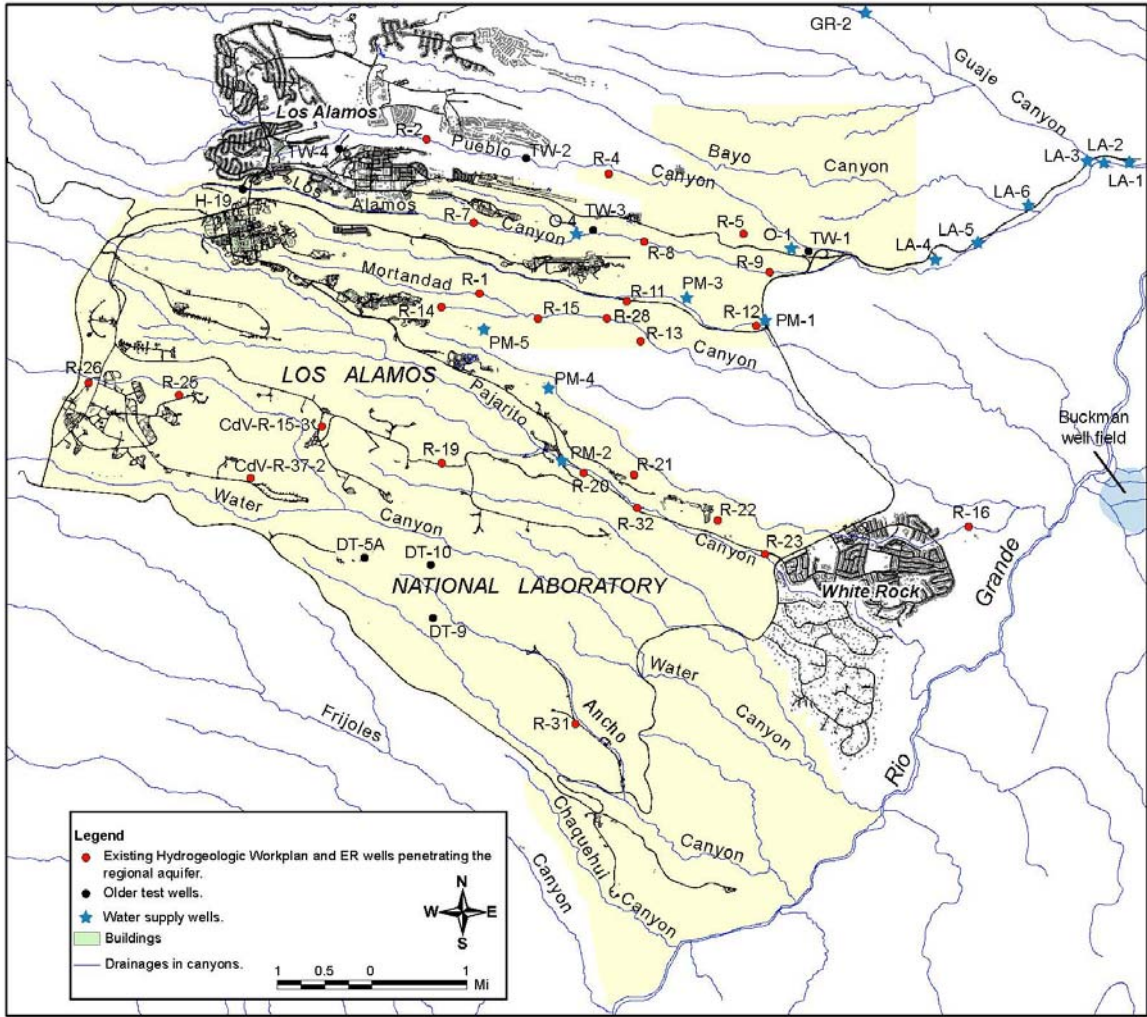 GR-2
Guaje Canyon
Los Alamos
R-2
Pueblo Canyon
TW-4
TW-2
R-4
Bayo Canyon
LA-3
LA-2
LA-1
Los Alamos Canyon
H-19
R-7
O-4
TW-3
R-8
R-5
O-1
TW-1
LA-6
LA-5
LA-4
R-9
Mortandad Canyon
R-1
R-14
R-15
R-11
R-28
PM-3
R-12
PM-1
R-13
PM-5
R-26
R-25
LOS ALAMOS
Pajarito Canyon
PM-4
Buckman
well field
CdV-R-15-3
R-19
PM-2
R-20
R-21
CdV-R-37-2
R-32
R-22
R-16
R-23
Water Canyon
DT-5A
DT-10
NATIONAL LABORATORY
White Rock
Rio Grande
DT-9
Water Canyon
R-31
Ancho Canyon
Frijoles Canyon
Chaquehui Canyon
Legend
Existing Hydrogeologic Workplan and ER wells penetrating the
regional aquifer.
Older test wells.
Water supply wells.
Buildings
Drainages in canyons.
N
W E
S
1 0.5 0 1
Mi